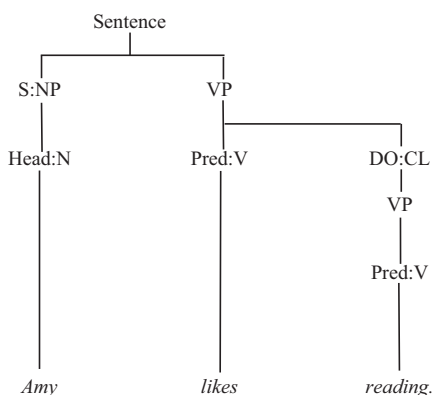 Sentence
S:NP VP
Head:N Pred:V DO:CL
VP
Pred:V
Amy likes reading.